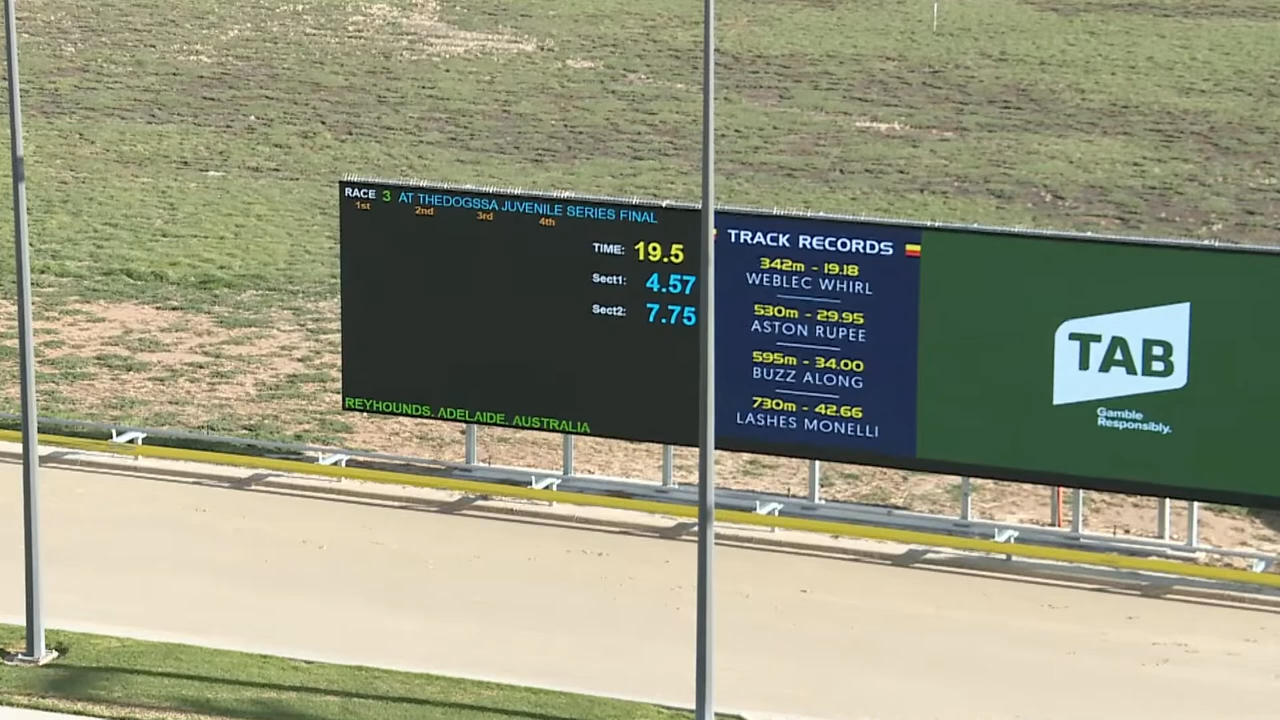 RACE 3 AT THEDOGSSA JUVENILE SERIES FINAL
1st 2nd 3rd 4th
TIME: 19.5
Sect1: 4.57
Sect2: 7.75
REYHOUNDS. ADELAIDE. AUSTRALIA
TRACK RECORDS
342m - 19.18
WEBLEC WHIRL
530m - 29.95
ASTON RUPEE
595m - 34.00
BUZZ ALONG
730m - 42.66
LASHES MONELLI
TAB
Gamble
Responsibly.